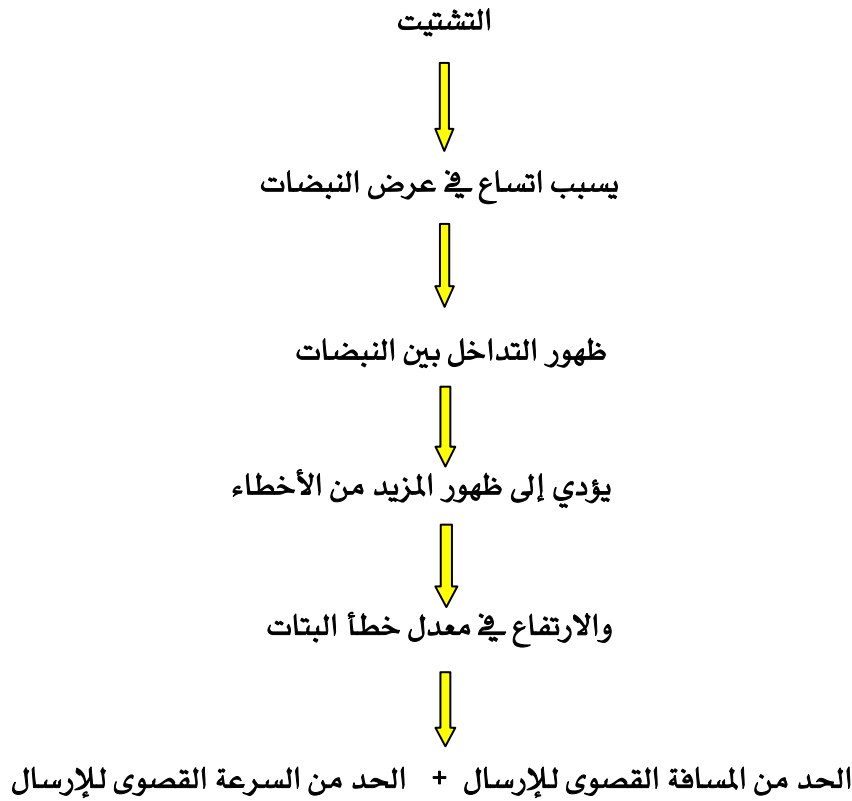 التشتيت
يسبب اتساع في عرض النبضات
ظهور التداخل بين النبضات
يؤدي إلى ظهور المزيد من الأخطاء
والارتفاع في معدل خطأ البتات
الحد من المسافة القصوى للإرسال + الحد من السرعة القصوى للإرسال